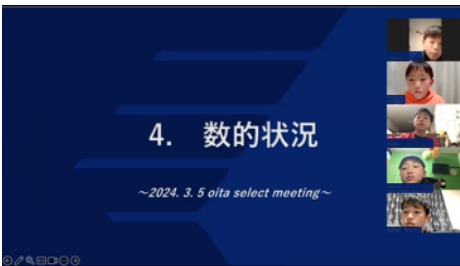 4. 数的状況
～2024. 3. 5 oita select meeting～